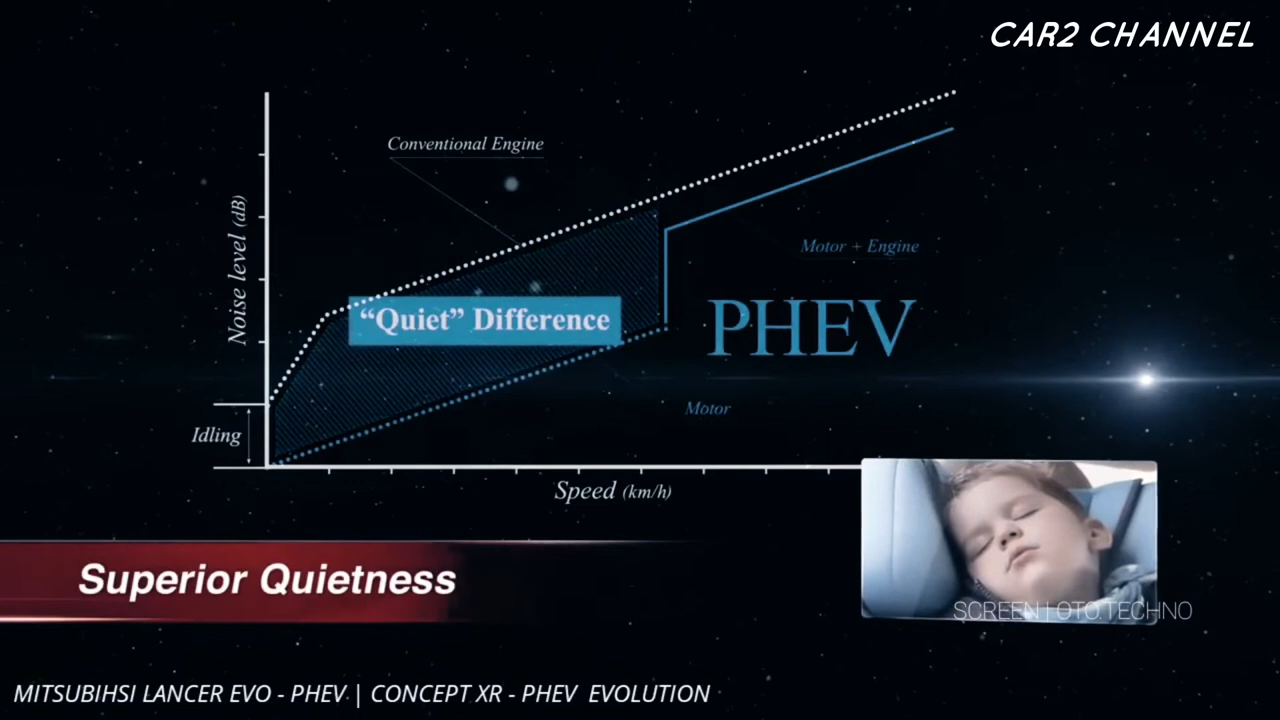 CAR2 CHANNEL
Conventional Engine
Noise level (dB)
Motor + Engine
"Quiet" Difference
PHEV
Motor
Idling
Speed (km/h)
Superior Quietness
SCREEN | OTO.TECHNO
MITSUBIHSI LANCER EVO - PHEV | CONCEPT XR - PHEV EVOLUTION